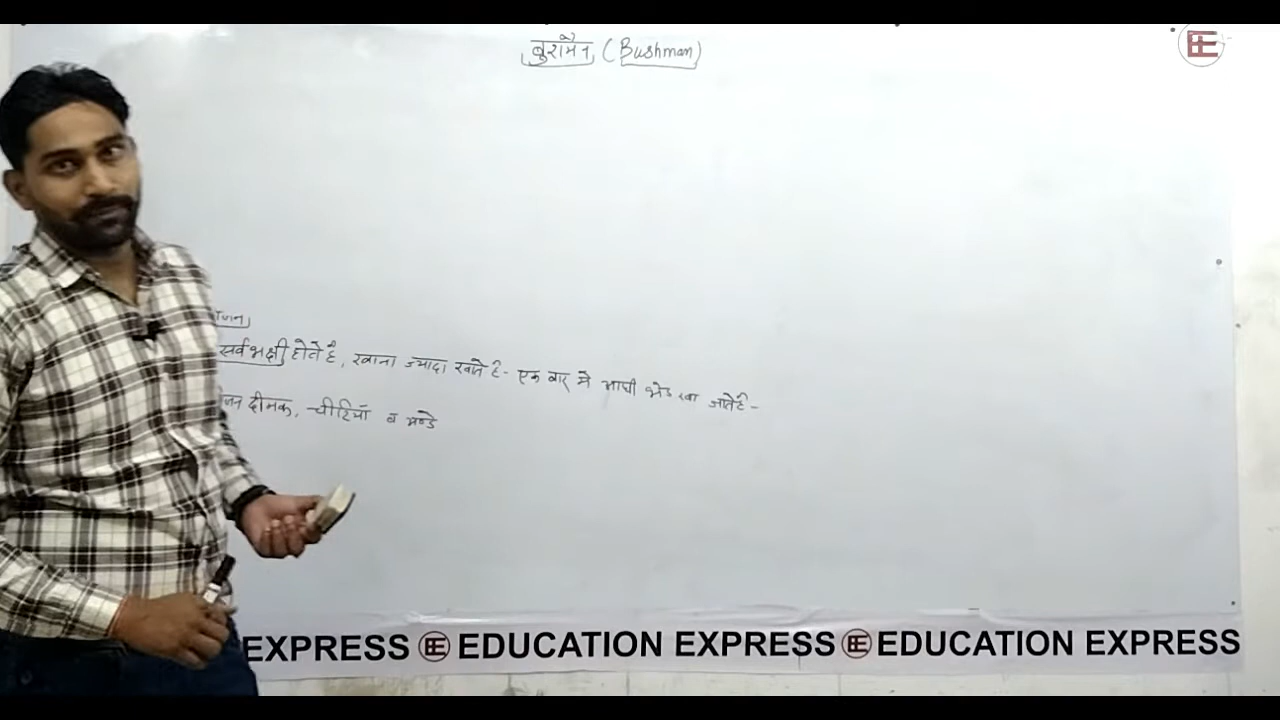 बुशमैन (Bushman)
सर्वभक्षी होते है, खाना ज्यादा खाते है- एक बार मे आधी भेड खा जाते है-
दीमक, चीटियाँ व अण्डे
EXPRESS EDUCATION EXPRESS EDUCATION EXPRESS